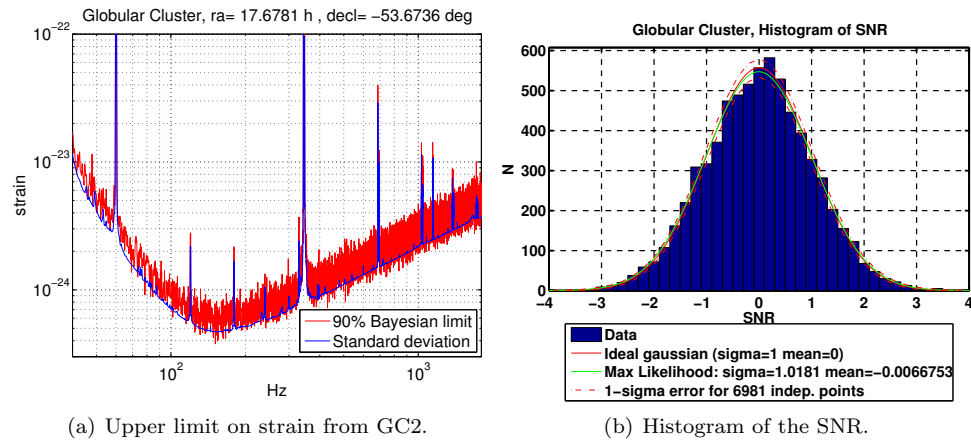 Globular Cluster, ra= 17.6781 h , decl= −53.6736 deg
10^−22
10^−23
10^−24
strain
10^2
10^3
Hz
90% Bayesian limit
Standard deviation
(a) Upper limit on strain from GC2.
Globular Cluster, Histogram of SNR
600
500
400
300
200
100
0
N
−4 −3 −2 −1 0 1 2 3 4
SNR
Data
Ideal gaussian (sigma=1 mean=0)
Max Likelihood: sigma=1.0181 mean=−0.0066753
1−sigma error for 6981 indep. points
(b) Histogram of the SNR.